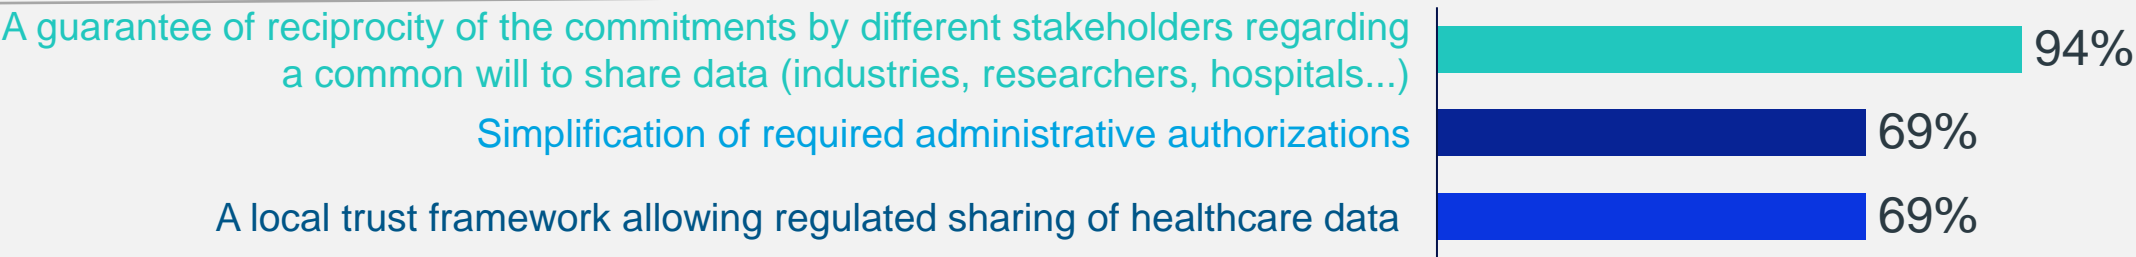 A guarantee of reciprocity of the commitments by different stakeholders regarding
a common will to share data (industries, researchers, hospitals...)
94%
Simplification of required administrative authorizations
69%
A local trust framework allowing regulated sharing of healthcare data
69%